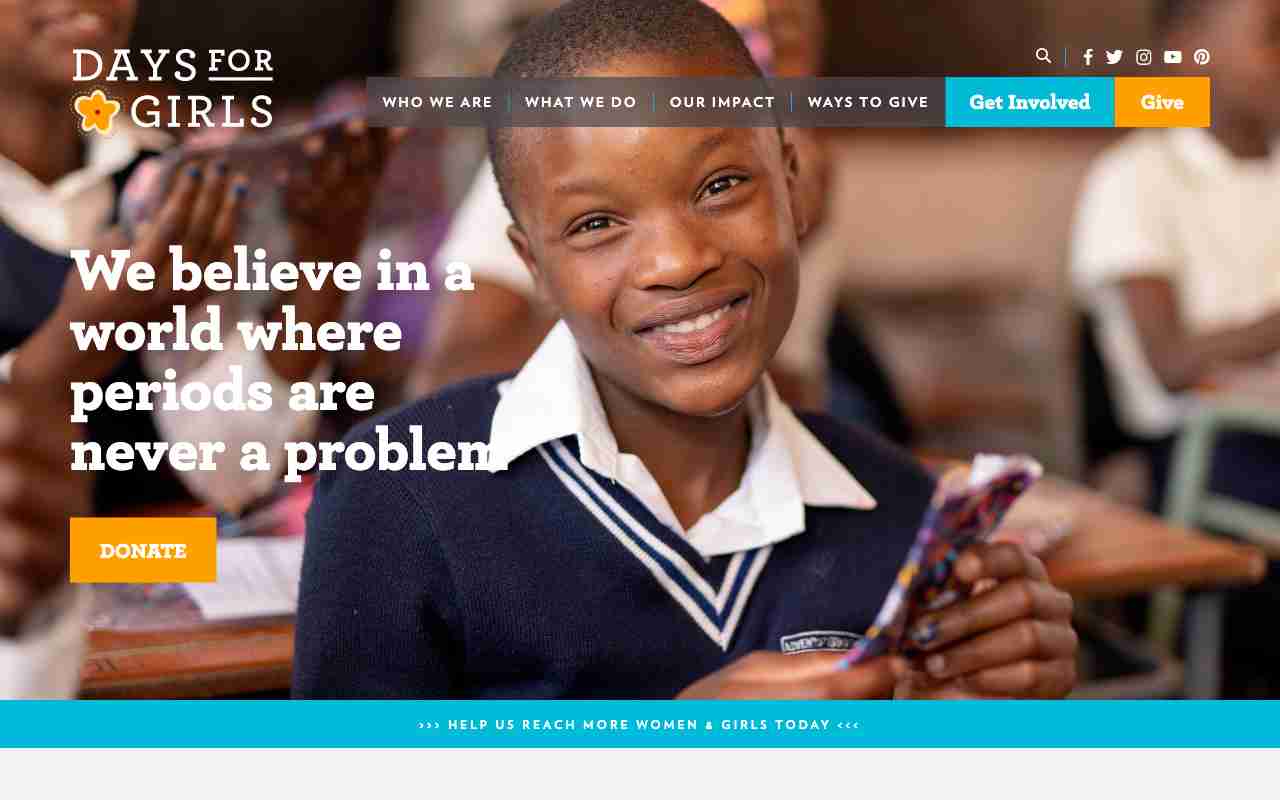 DAYS FOR
GIRLS
WHO WE ARE
WHAT WE DO
OUR IMPACT
WAYS TO GIVE
Get Involved
Give
We believe in a
world where
periods are
never a problem
DONATE
››› HELP US REACH MORE WOMEN & GIRLS TODAY ‹‹‹